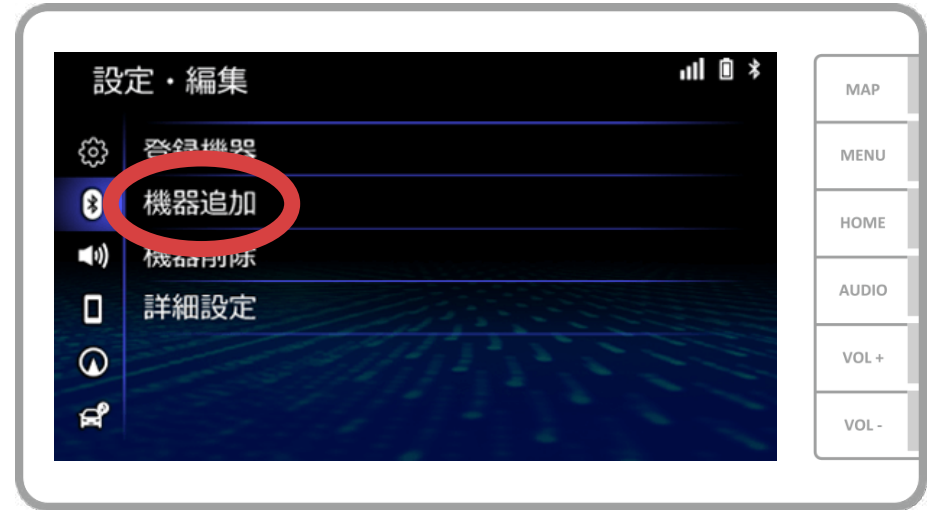 設定・編集
登録機器
機器追加
機器削除
詳細設定
MAP
MENU
HOME
AUDIO
VOL +
VOL -